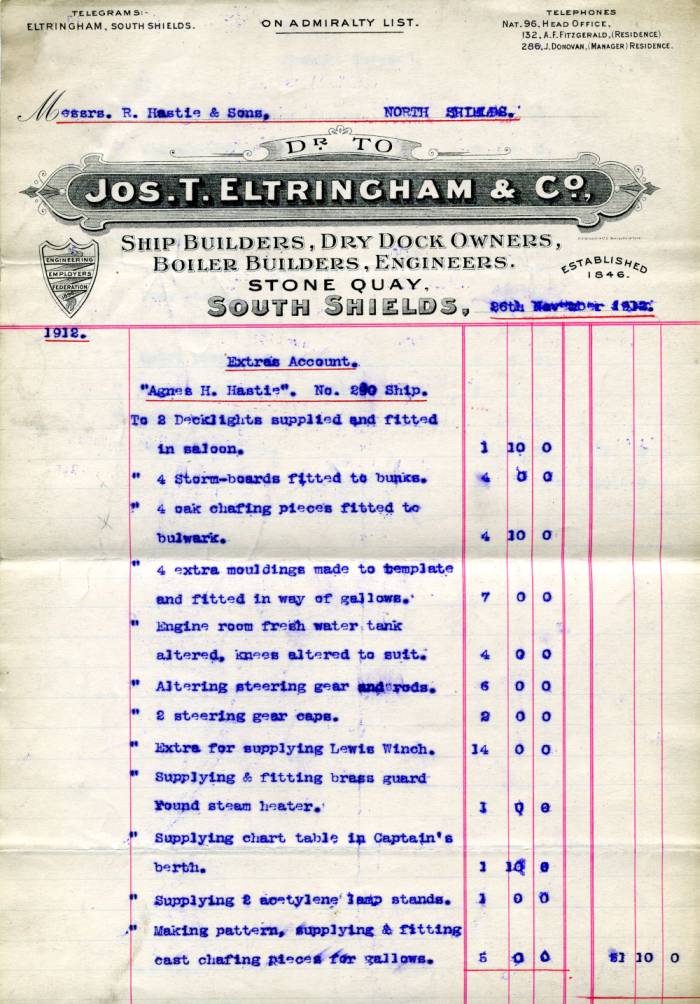 TELEGRAMS:-
ELTRINGHAM, SOUTH SHIELDS.
ON ADMIRALTY LIST.
TELEPHONES
NAT. 96, HEAD OFFICE,
132, A.F. FITZGERALD, (RESIDENCE)
286, J. DONOVAN, (MANAGER) RESIDENCE.
Messrs. R. Hastie & Sons, NORTH SHIELDS.
DR TO
JOS. T. ELTRINGHAM & CO.,
SHIP BUILDERS, DRY DOCK OWNERS,
BOILER BUILDERS, ENGINEERS.
ENGINEERING
EMPLOYERS
FEDERATION
ESTABLISHED
1846.
STONE QUAY,
SOUTH SHIELDS, 26th November 1912.
1912.
Extras Account.
"Agnes H. Hastie". No. 290 Ship.
To 2 Decklights supplied and fitted
in saloon. 1 10 0
" 4 Storm-boards fitted to bunks. 4 0 0
" 4 oak chafing pieces fitted to
bulwark. 4 10 0
" 4 extra mouldings made to template
and fitted in way of gallows. 7 0 0
" Engine room fresh water tank
altered, knees altered to suit. 4 0 0
" Altering steering gear and rods. 6 0 0
" 2 steering gear caps. 2 0 0
" Extra for supplying Lewis Winch. 14 0 0
" Supplying & fitting brass guard
round steam heater. 1 0 0
" Supplying chart table in Captain's
berth. 1 10 0
" Supplying 2 acetylene lamp stands. 1 0 0
" Making pattern, supplying & fitting
cast chafing pieces for gallows. 5 0 0 51 10 0